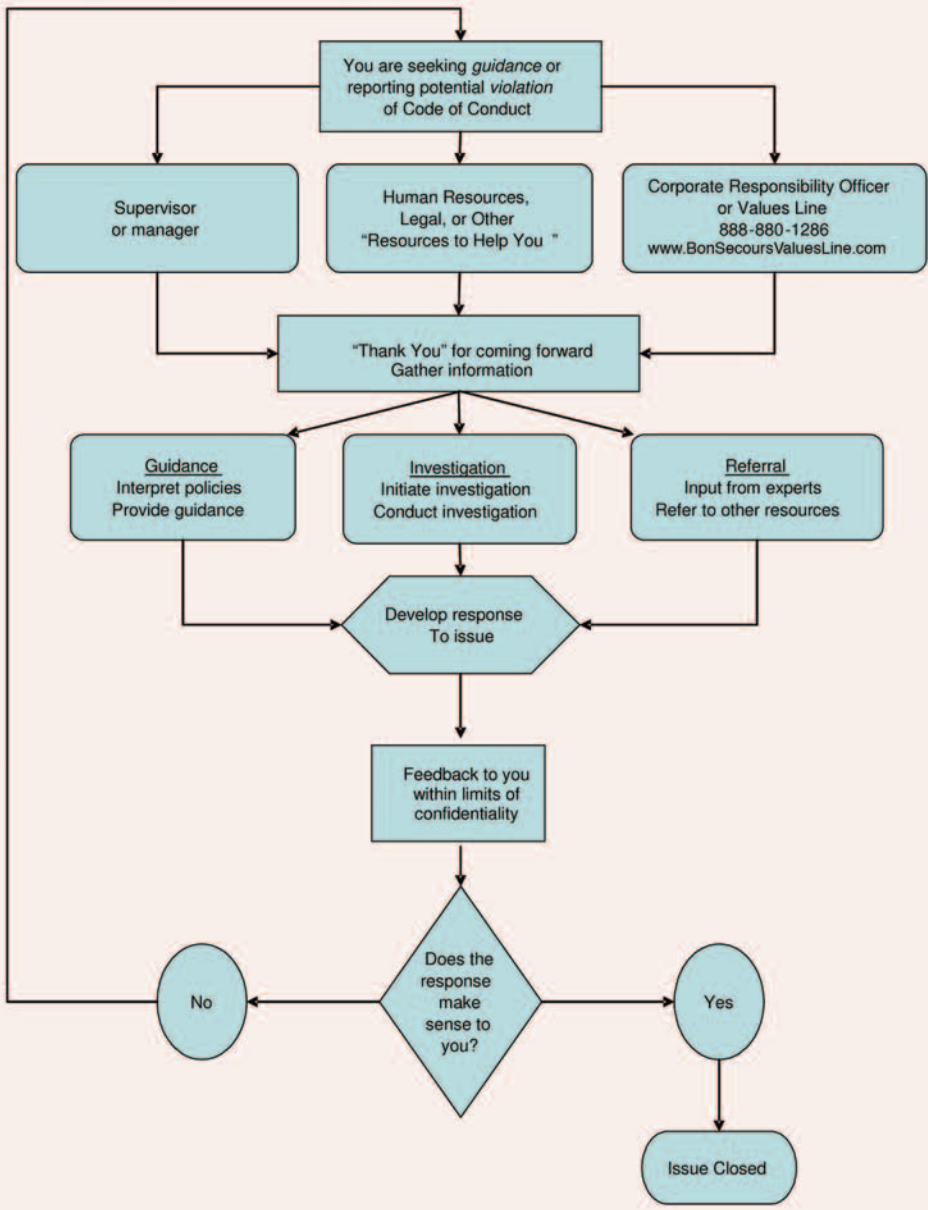 You are seeking guidance or
reporting potential violation
of Code of Conduct
Supervisor
or manager
Human Resources,
Legal, or Other
“Resources to Help You ”
Corporate Responsibility Officer
or Values Line
888-880-1286
www.BonSecoursValuesLine.com
“Thank You” for coming forward
Gather information
Guidance
Interpret policies
Provide guidance
Investigation
Initiate investigation
Conduct investigation
Referral
Input from experts
Refer to other resources
Develop response
To issue
Feedback to you
within limits of
confidentiality
Does the
response
make
sense to
you?
No
Yes
Issue Closed